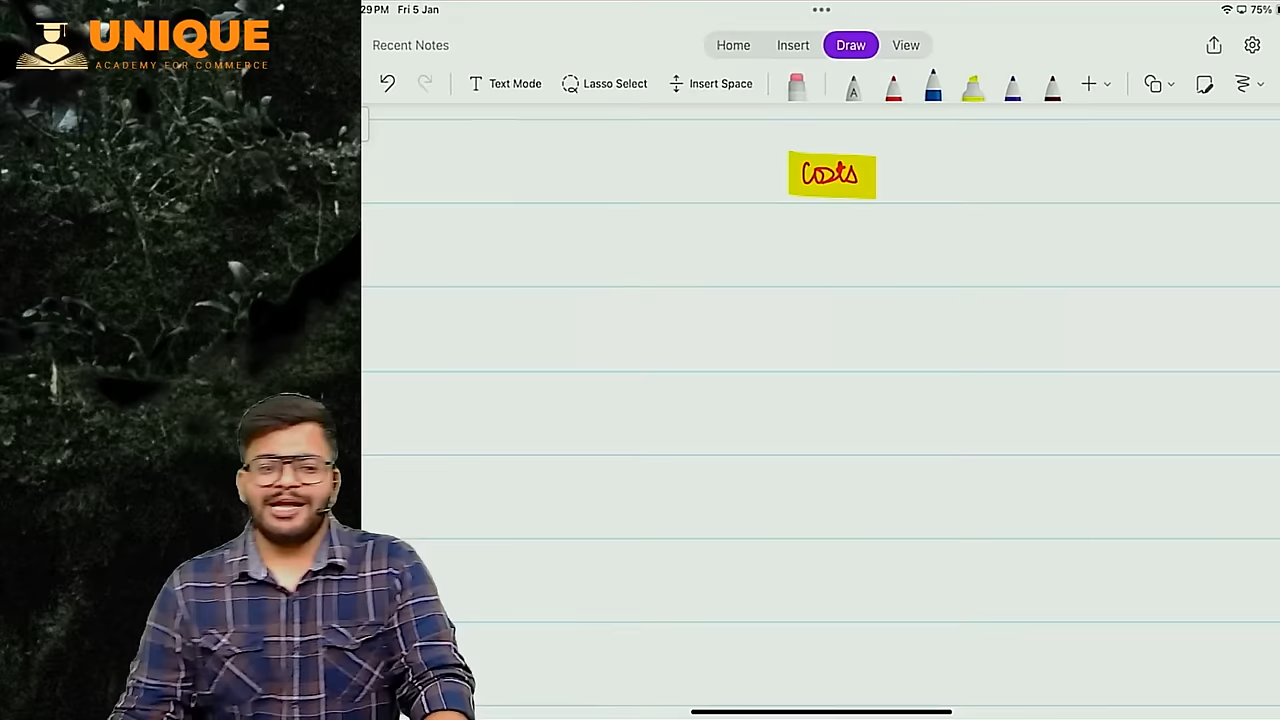 UNIQUE
ACADEMY FOR COMMERCE
29 PM Fri 5 Jan
75%
Recent Notes
Home Insert Draw View
Text Mode Lasso Select Insert Space
A
Costs